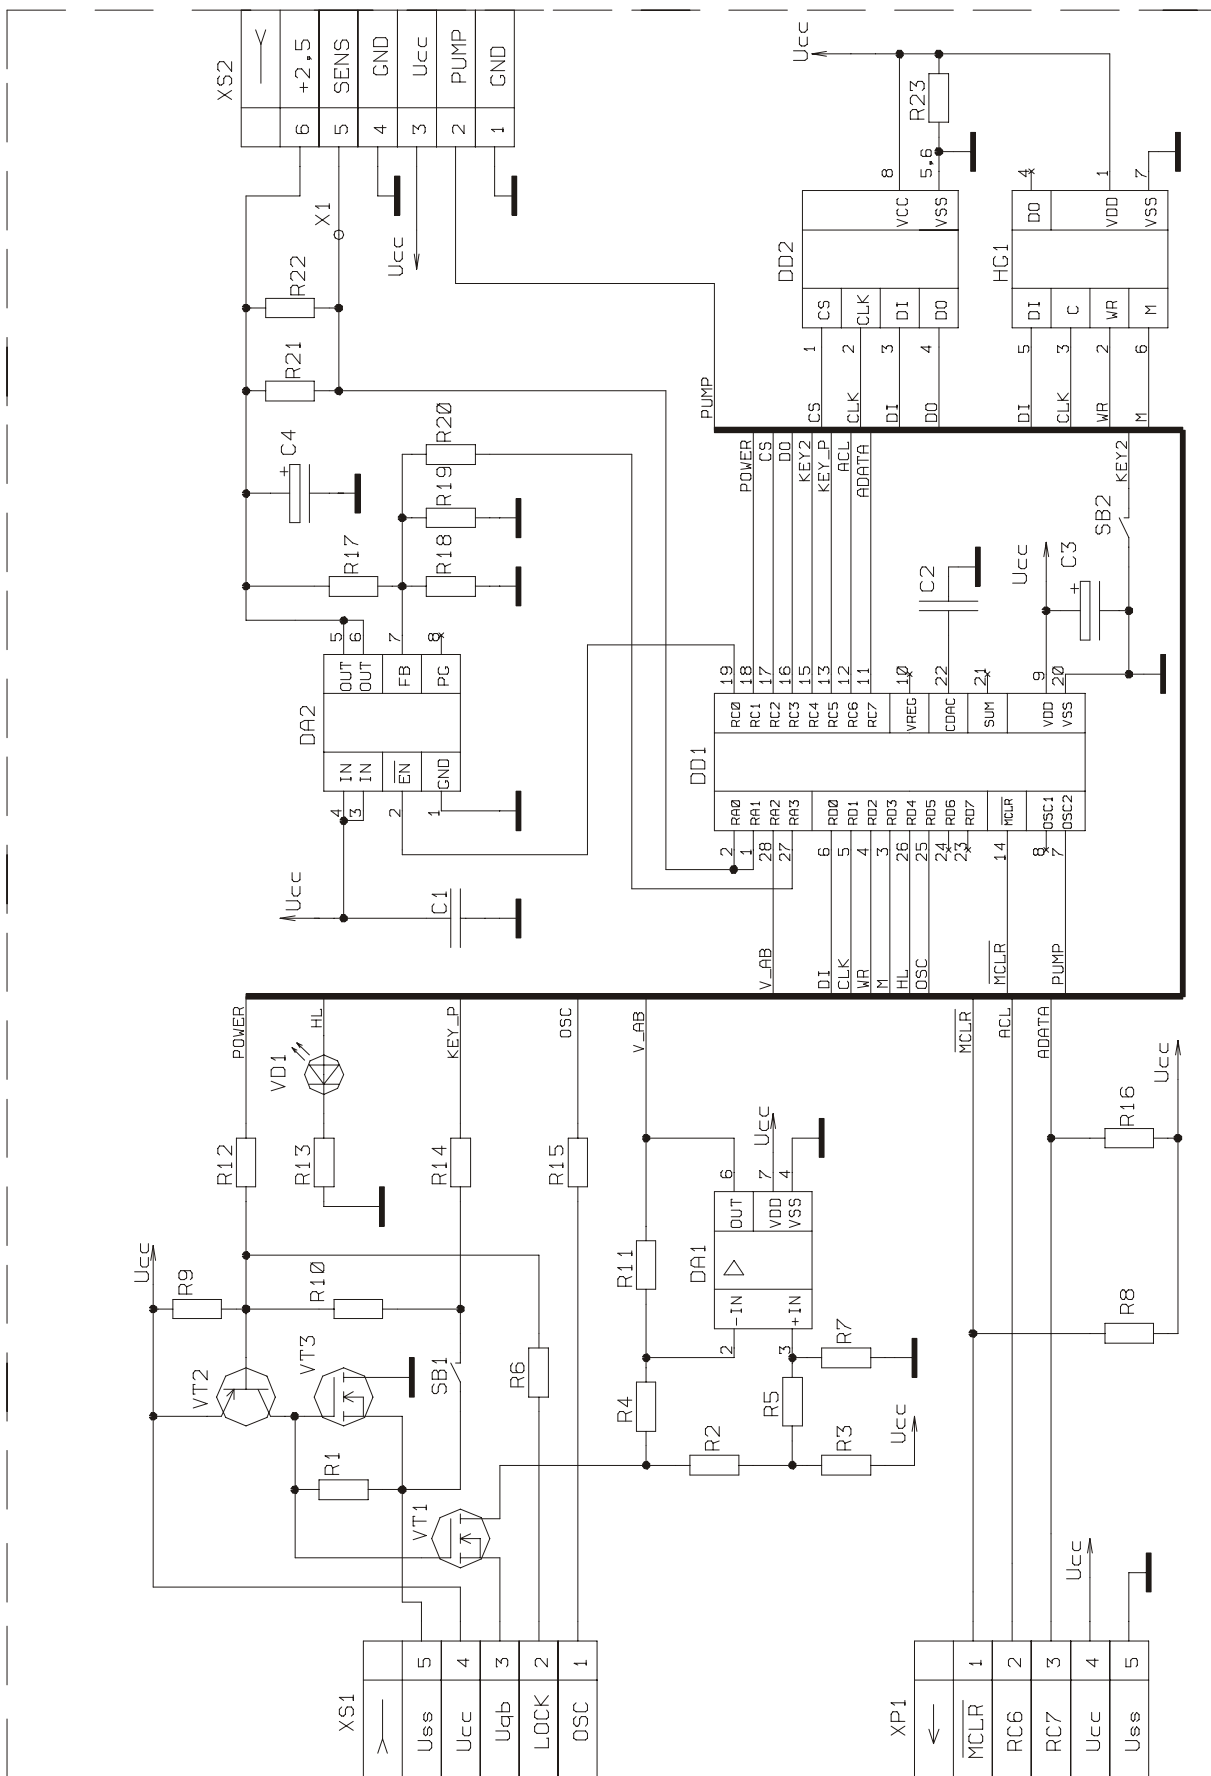 XS1
Uss 5
Ucc 4
Uqb 3
LOCK 2
OSC 1
XP1
MCLR 1
RC6 2
RC7 3
Ucc 4
Uss 5
Ucc
VT2
VT3
VT1
R1
R9
R10
SB1
R6
R12
POWER
R13
VD1
HL
R14
KEY_P
R15
OSC
V_AB
R11
R4
R2
R5
R3
Ucc
R7
DA1
-IN 2
+IN 3
OUT 6
VDD 7
VSS 4
Ucc
MCLR
ACL
ADATA
R8
R16
Ucc
Ucc
Ucc
C1
DA2
IN 4
IN 3
EN 2
GND 1
OUT 5
OUT 6
FB 7
PG 8
R17
R18
R19
R20
C4
R21
R22
X1
XS2
6 +2,5
5 SENS
4 GND
3 Ucc
2 PUMP
1 GND
Ucc
PUMP
DD1
RA0 2
RA1 1
RA2 28
RA3 27
RD0 6
RD1 5
RD2 4
RD3 3
RD4 26
RD5 25
RD6 24
RD7 23
MCLR 14
OSC1 8
OSC2 7
V_AB
DI
CLK
WR
M
HL
OSC
MCLR
PUMP
RC0 19
RC1 18
RC2 17
RC3 16
RC4 15
RC5 13
RC6 12
RC7 11
VREG 10
CDAC 22
SUM 21
VDD 9
VSS 20
POWER
CS
DO
KEY2
KEY_P
ACL
ADATA
C2
Ucc
C3
SB2
KEY2
DD2
CS 1 CS
CLK 2 CLK
DI 3 DI
DO 4 DO
VCC 8
VSS 5,6
R23
Ucc
HG1
DI 5 DI
C 3 CLK
WR 2 WR
M 6 M
DO 4
VDD 1
VSS 7